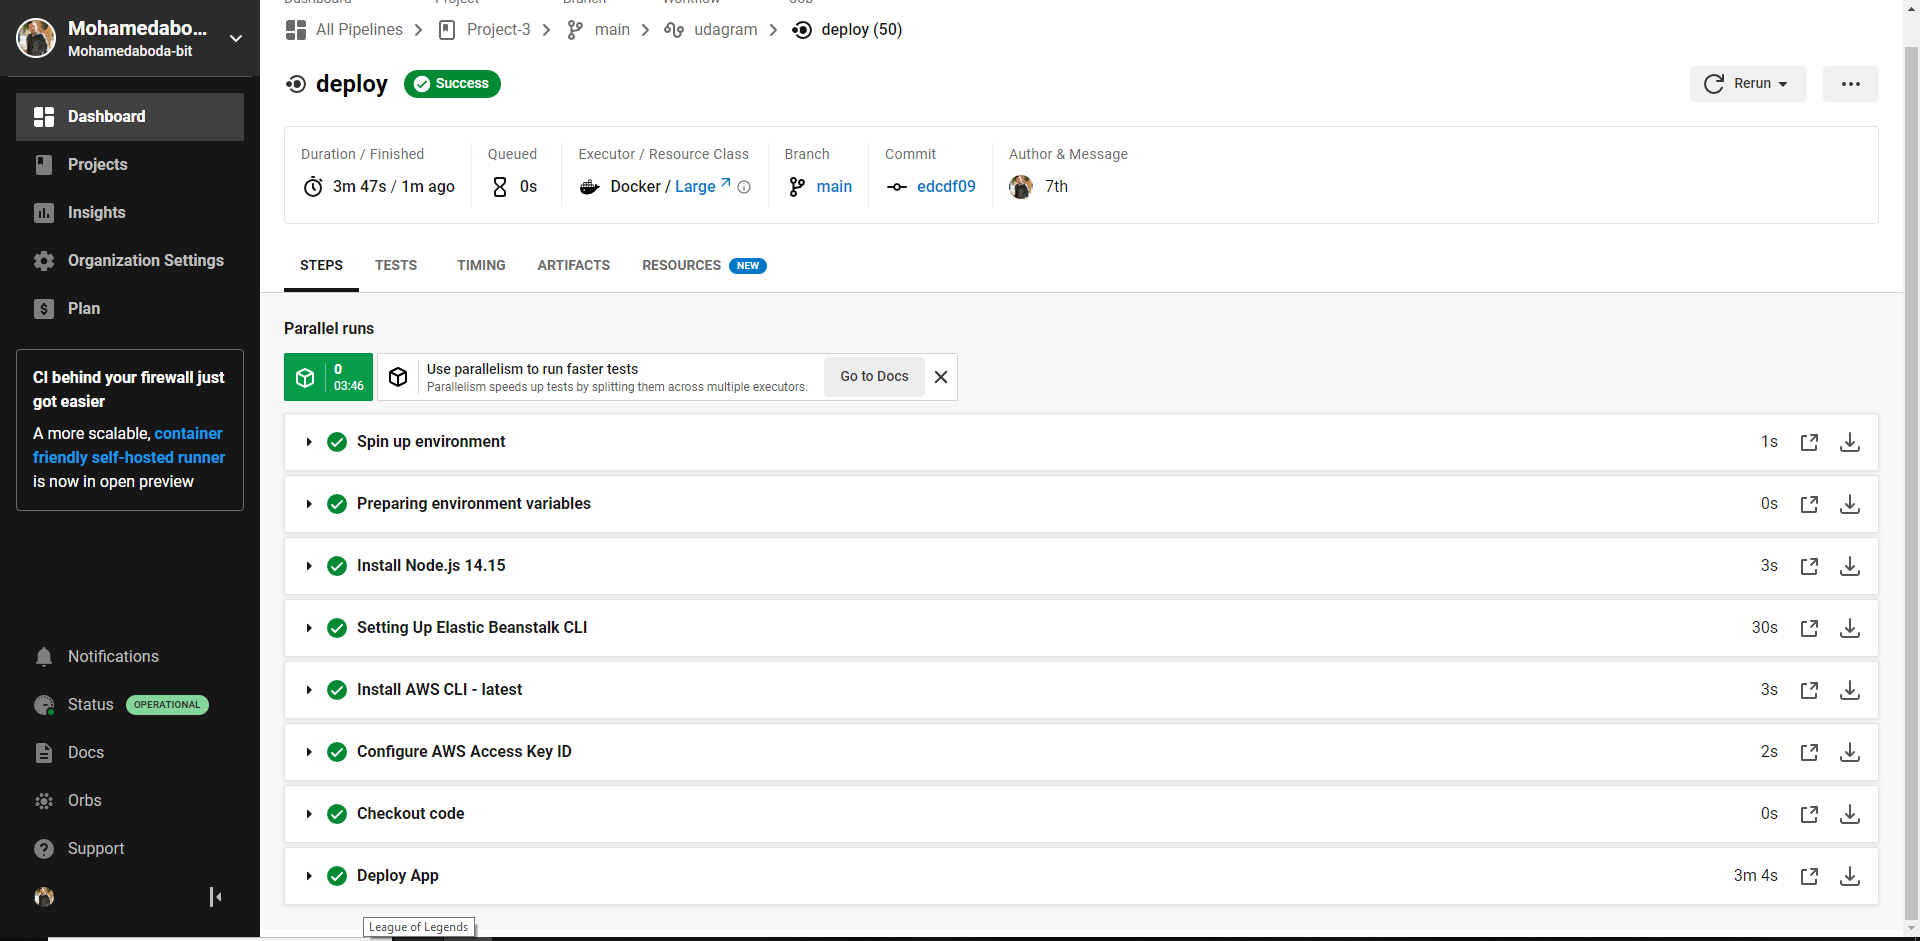 Mohamedabo...
Mohamedaboda-bit
Dashboard
Projects
Insights
Organization Settings
Plan
CI behind your firewall just
got easier
A more scalable, container
friendly self-hosted runner
is now in open preview
Notifications
Status OPERATIONAL
Docs
Orbs
Support
Dashboard Project Branch Workflow Job
All Pipelines Project-3 main udagram deploy (50)
deploy Success
Rerun
Duration / Finished
3m 47s / 1m ago
Queued
0s
Executor / Resource Class
Docker / Large
Branch
main
Commit
edcdf09
Author & Message
7th
STEPS TESTS TIMING ARTIFACTS RESOURCES NEW
Parallel runs
0
03:46
Use parallelism to run faster tests
Parallelism speeds up tests by splitting them across multiple executors.
Go to Docs
Spin up environment 1s
Preparing environment variables 0s
Install Node.js 14.15 3s
Setting Up Elastic Beanstalk CLI 30s
Install AWS CLI - latest 3s
Configure AWS Access Key ID 2s
Checkout code 0s
Deploy App 3m 4s
League of Legends